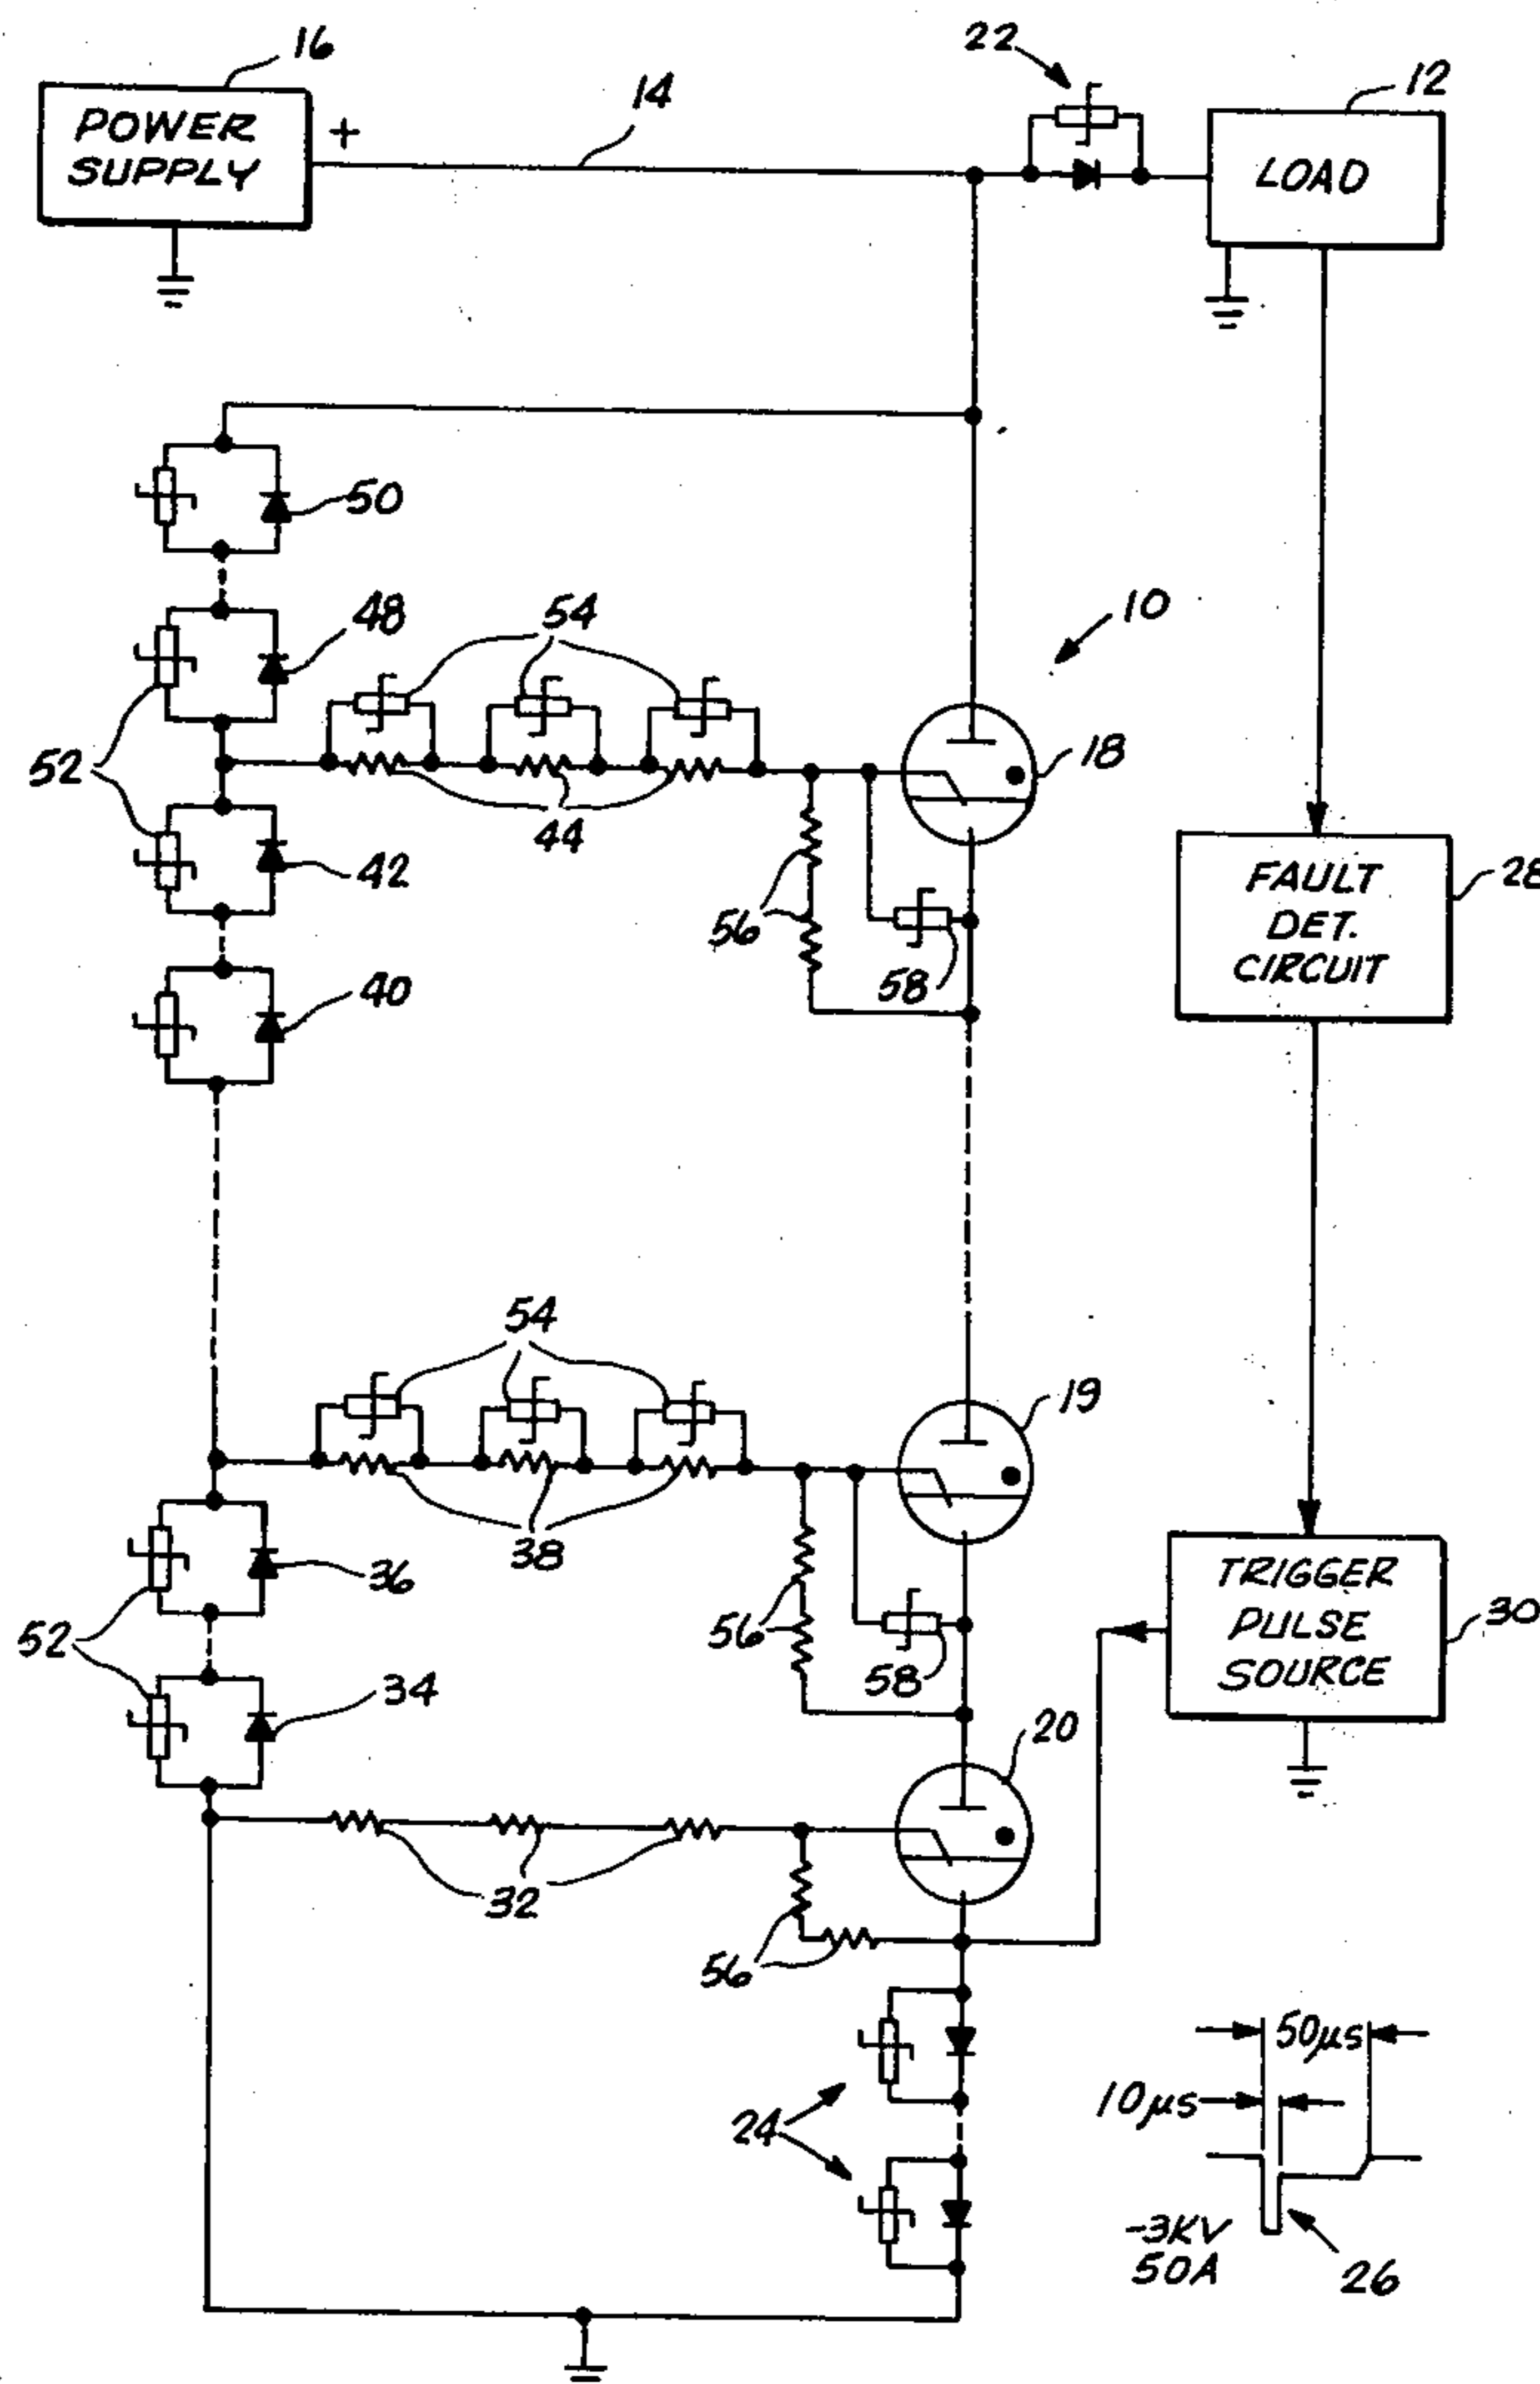 16
POWER
SUPPLY
+
14
22
12
LOAD
50
48
54
10
52
18
44
42
56
58
40
FAULT
DET.
CIRCUIT
28
54
19
38
36
52
56
58
34
TRIGGER
PULSE
SOURCE
30
20
32
56
24
50μs
10μs
-3KV
50A
26